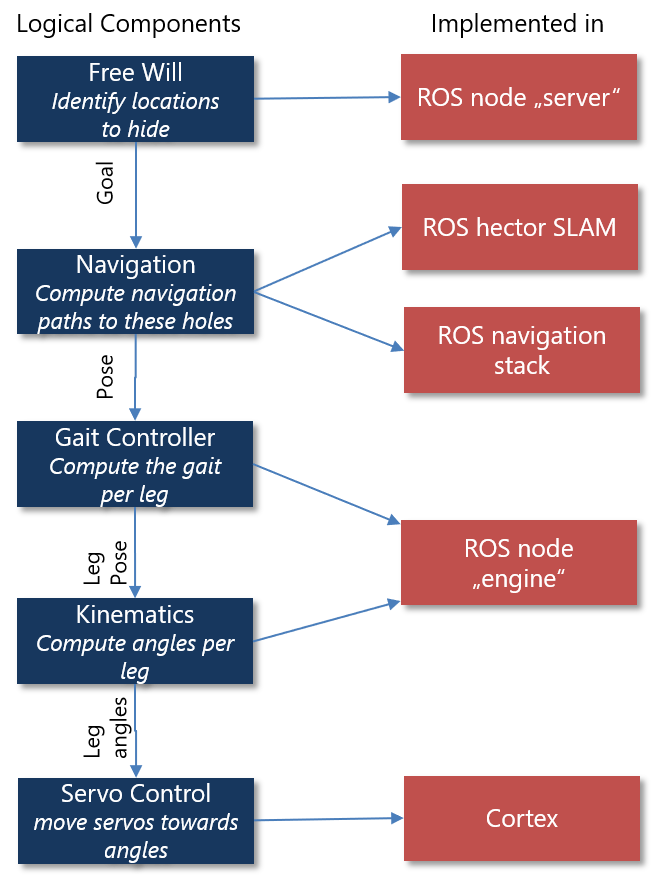 Logical Components
Implemented in
Free Will
Identify locations
to hide
ROS node „server“
Goal
ROS hector SLAM
Navigation
Compute navigation
paths to these holes
ROS navigation
stack
Pose
Gait Controller
Compute the gait
per leg
Leg
Pose
ROS node
„engine“
Kinematics
Compute angles per
leg
Leg
angles
Servo Control
move servos towards
angles
Cortex